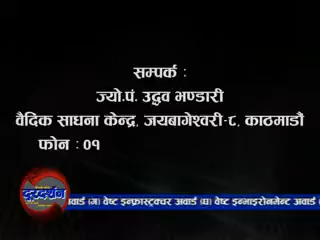 सम्पर्क :
ज्यो.पं. उद्धव भण्डारी
वैदिक साधना केन्द्र, जयबागेश्वरी-८, काठमाडौ
फोन : ०१
दूरदर्शन
अवार्ड (ग) वेष्ट इन्फ्रास्ट्रक्चर अवार्ड (घ) वेष्ट इन्भाइरोनमेन्ट अवार्ड